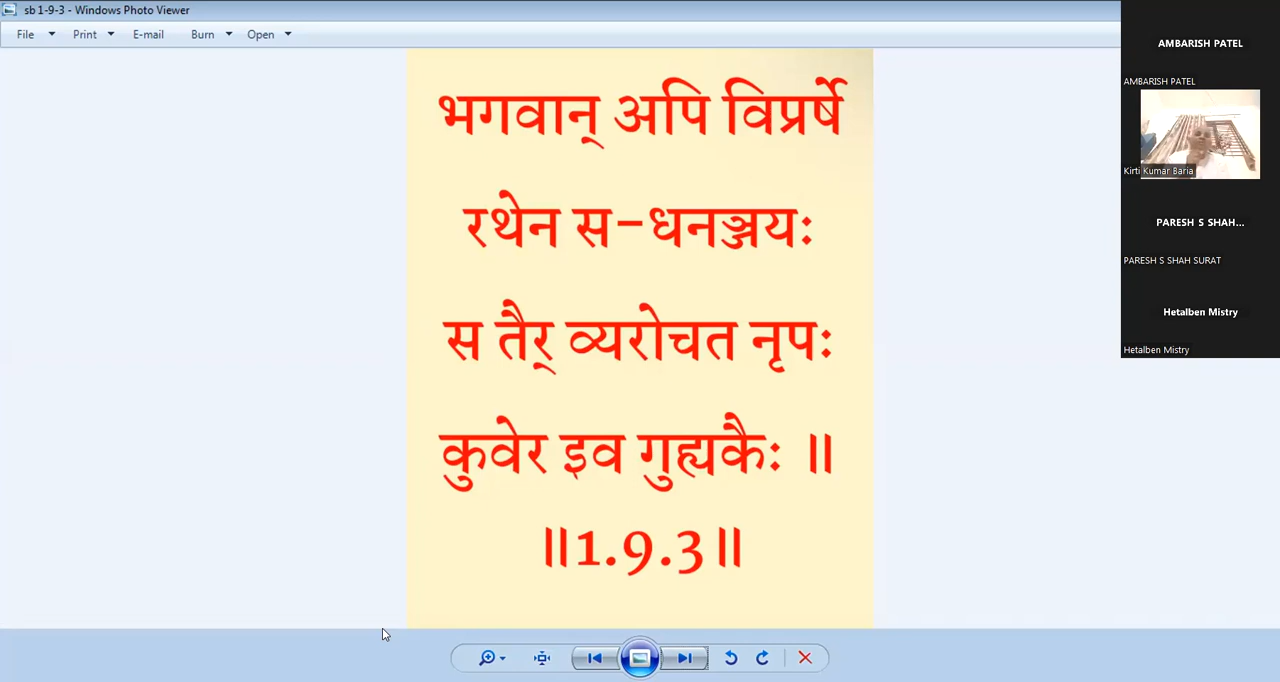 sb 1-9-3 - Windows Photo Viewer
File Print E-mail Burn Open
भगवान् अपि विप्रर्षे
रथेन स-धनञ्जयः
स तैर् व्यरोचत नृपः
कुवेर इव गुह्यकैः ॥
॥1.9.3॥
AMBARISH PATEL
AMBARISH PATEL
Kirti Kumar Baria
PARESH S SHAH...
PARESH S SHAH SURAT
Hetalben Mistry
Hetalben Mistry